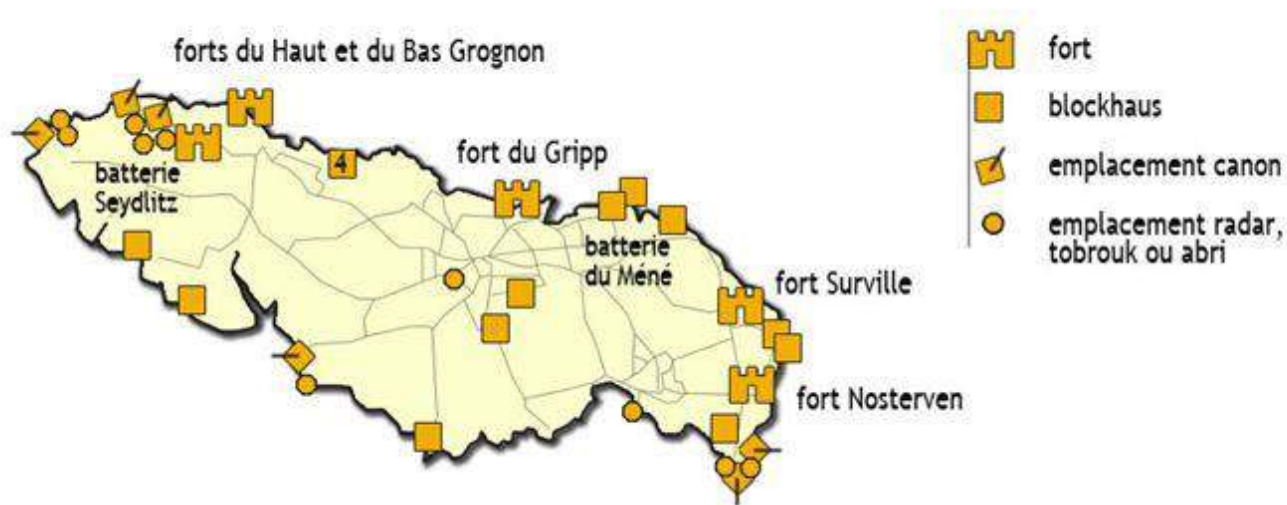 forts du Haut et du Bas Grognon
batterie
Seydlitz
4
fort du Gripp
batterie
du Méné
fort Surville
fort Nosterven
fort
blockhaus
emplacement canon
emplacement radar,
tobrouk ou abri